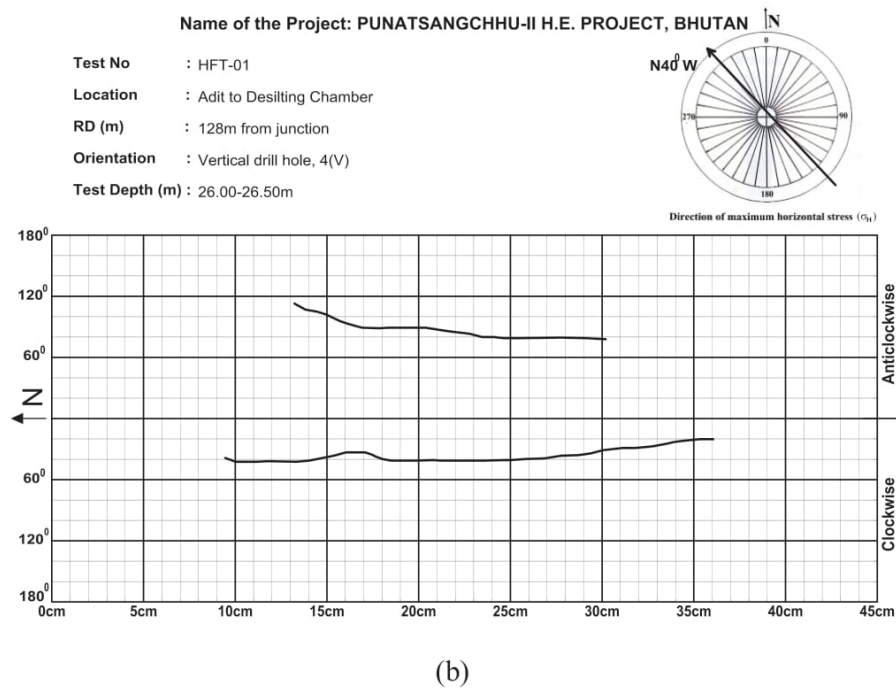 Name of the Project: PUNATSANGCHHU-II H.E. PROJECT, BHUTAN
N
N40⁰ W
0
90
180
270
Direction of maximum horizontal stress (σH)
Test No : HFT-01
Location : Adit to Desilting Chamber
RD (m) : 128m from junction
Orientation : Vertical drill hole, 4(V)
Test Depth (m) : 26.00-26.50m
180⁰
120⁰
60⁰
N
60⁰
120⁰
180⁰
Anticlockwise
Clockwise
0cm 5cm 10cm 15cm 20cm 25cm 30cm 35cm 40cm 45cm
(b)